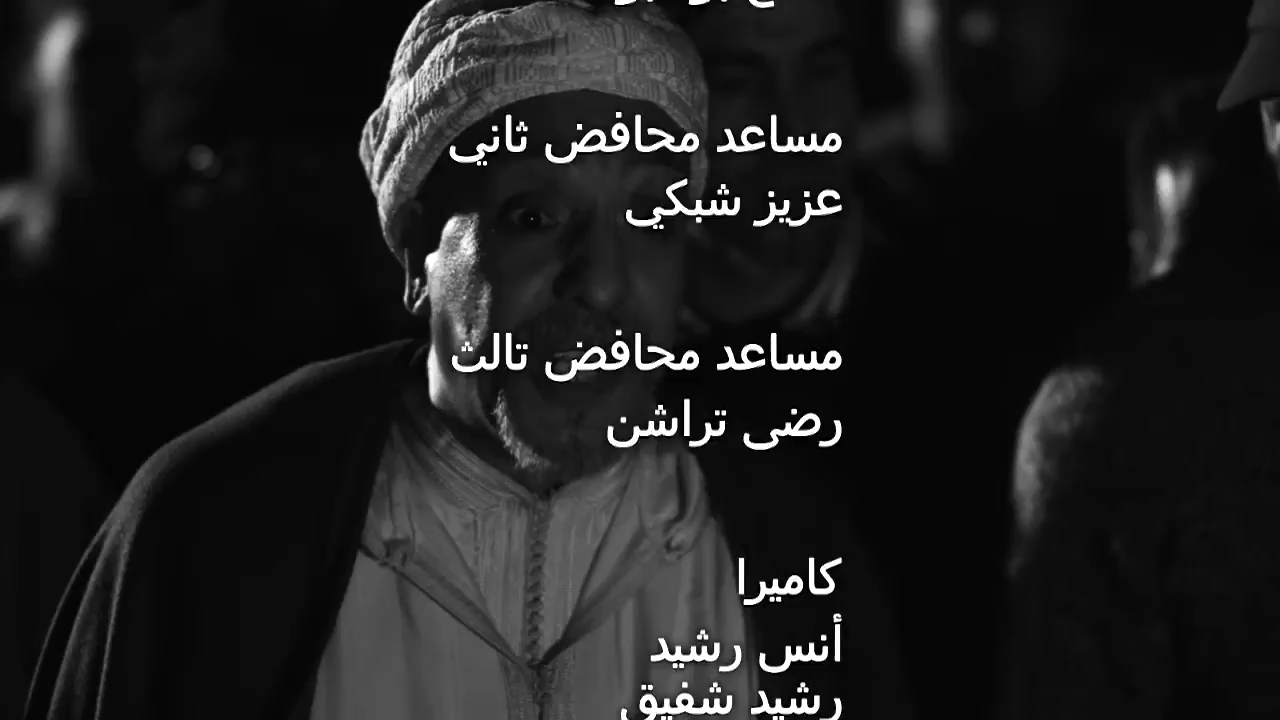 مساعد محافض ثاني
عزيز شبكي
مساعد محافض تالث
رضى تراشن
كاميرا
أنس رشيد
رشيد شفيق